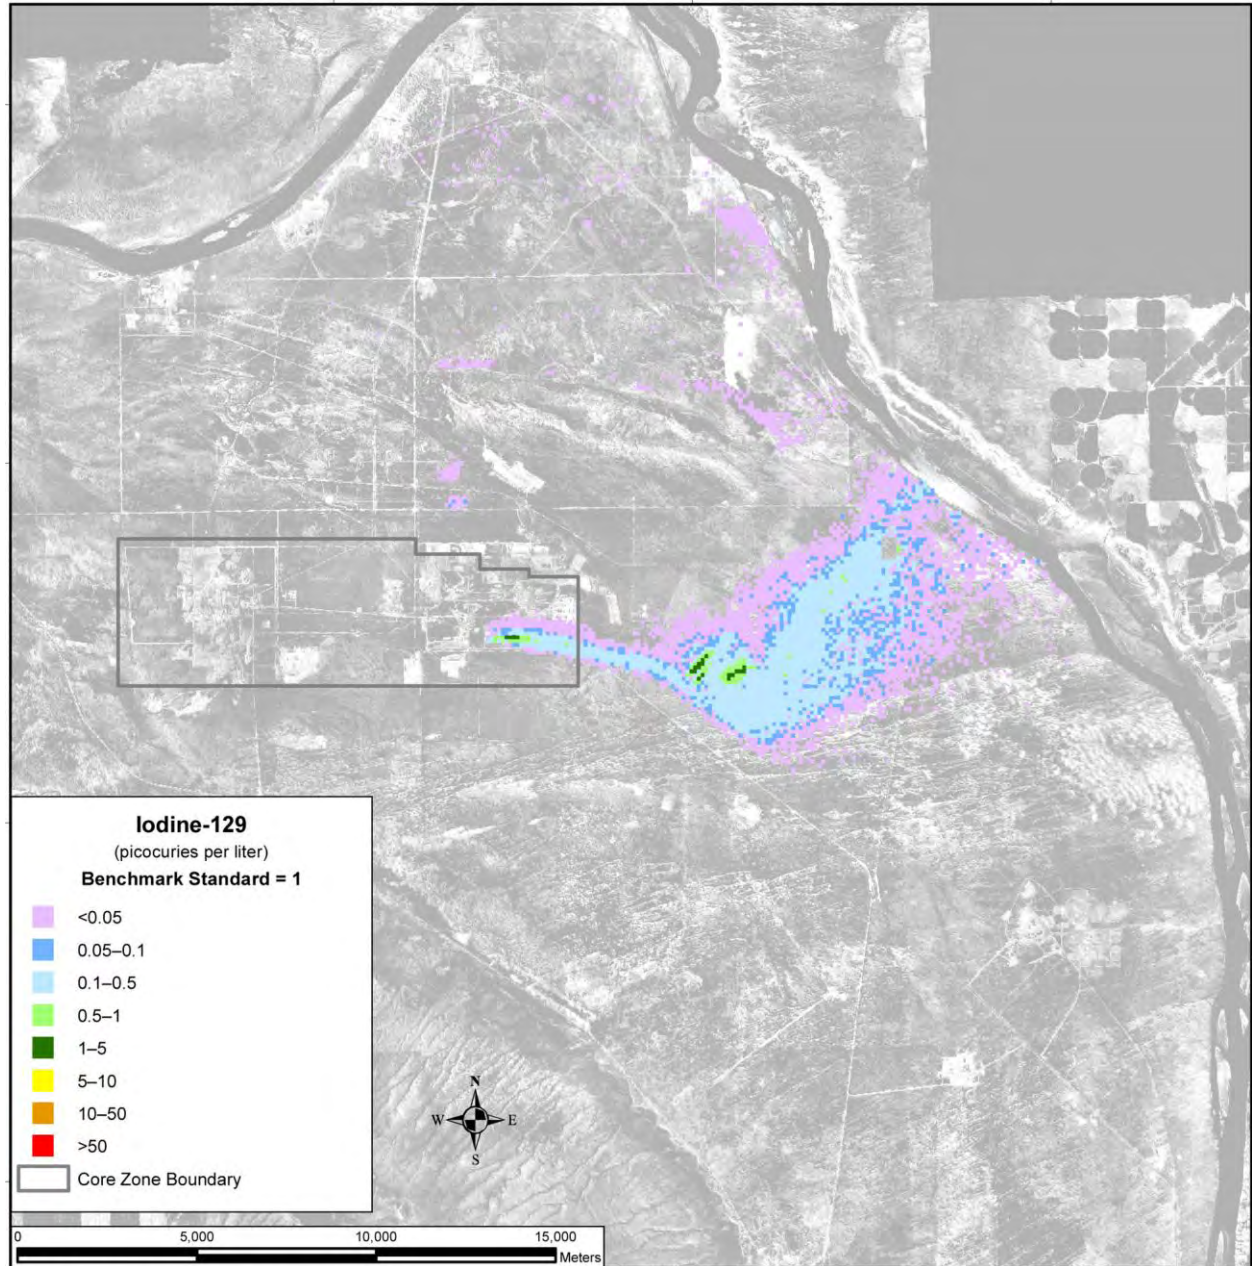 Iodine-129
(picocuries per liter)
Benchmark Standard = 1
<0.05
0.05–0.1
0.1–0.5
0.5–1
1–5
5–10
10–50
>50
Core Zone Boundary
N
W E
S
0 5,000 10,000 15,000
Meters